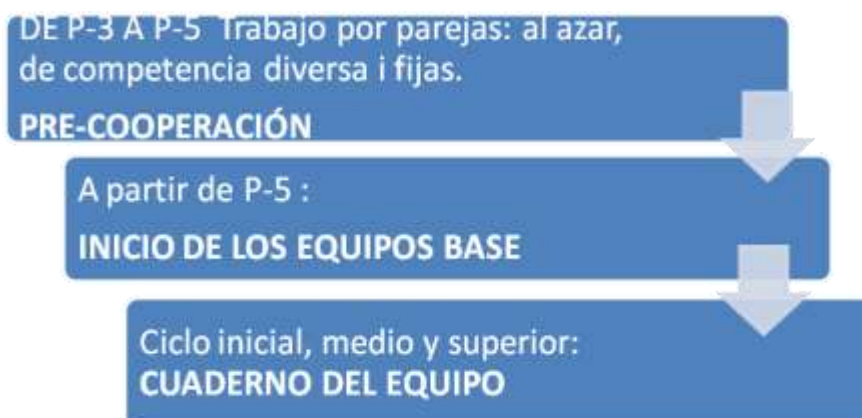 DE P-3 A P-5 Trabajo por parejas: al azar,
de competencia diversa i fijas.
PRE-COOPERACIÓN
A partir de P-5 :
INICIO DE LOS EQUIPOS BASE
Ciclo inicial, medio y superior:
CUADERNO DEL EQUIPO